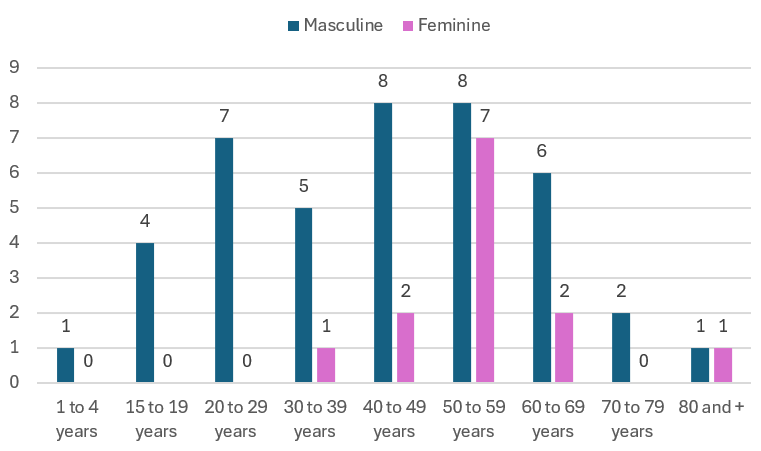 Masculine Feminine
9
8
7
6
5
4
3
2
1
0
1 0
4 0
7 0
5 1
8 2
8 7
6 2
2 0
1 1
1 to 4
years
15 to 19
years
20 to 29
years
30 to 39
years
40 to 49
years
50 to 59
years
60 to 69
years
70 to 79
years
80 and +